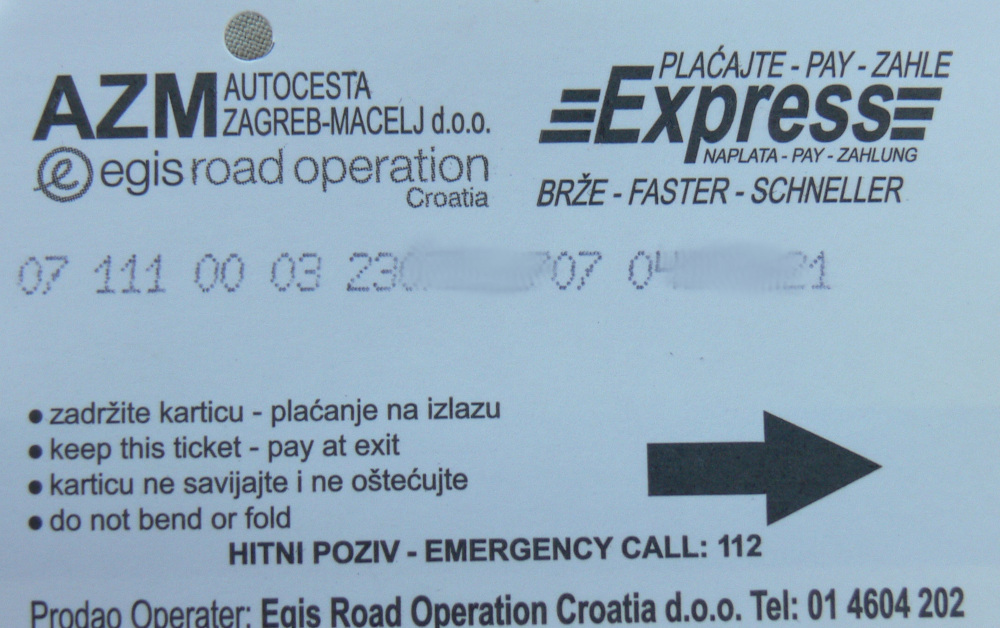 AZM AUTOCESTA
ZAGREB-MACELJ d.o.o.
e egis road operation
Croatia
PLAĆAJTE - PAY - ZAHLE
Express
NAPLATA - PAY - ZAHLUNG
BRŽE - FASTER - SCHNELLER
07 111 00 03
• zadržite karticu - plaćanje na izlazu
• keep this ticket - pay at exit
• karticu ne savijajte i ne oštećujte
• do not bend or fold
HITNI POZIV - EMERGENCY CALL: 112
Prodao Operater: Egis Road Operation Croatia d.o.o. Tel: 01 4604 202